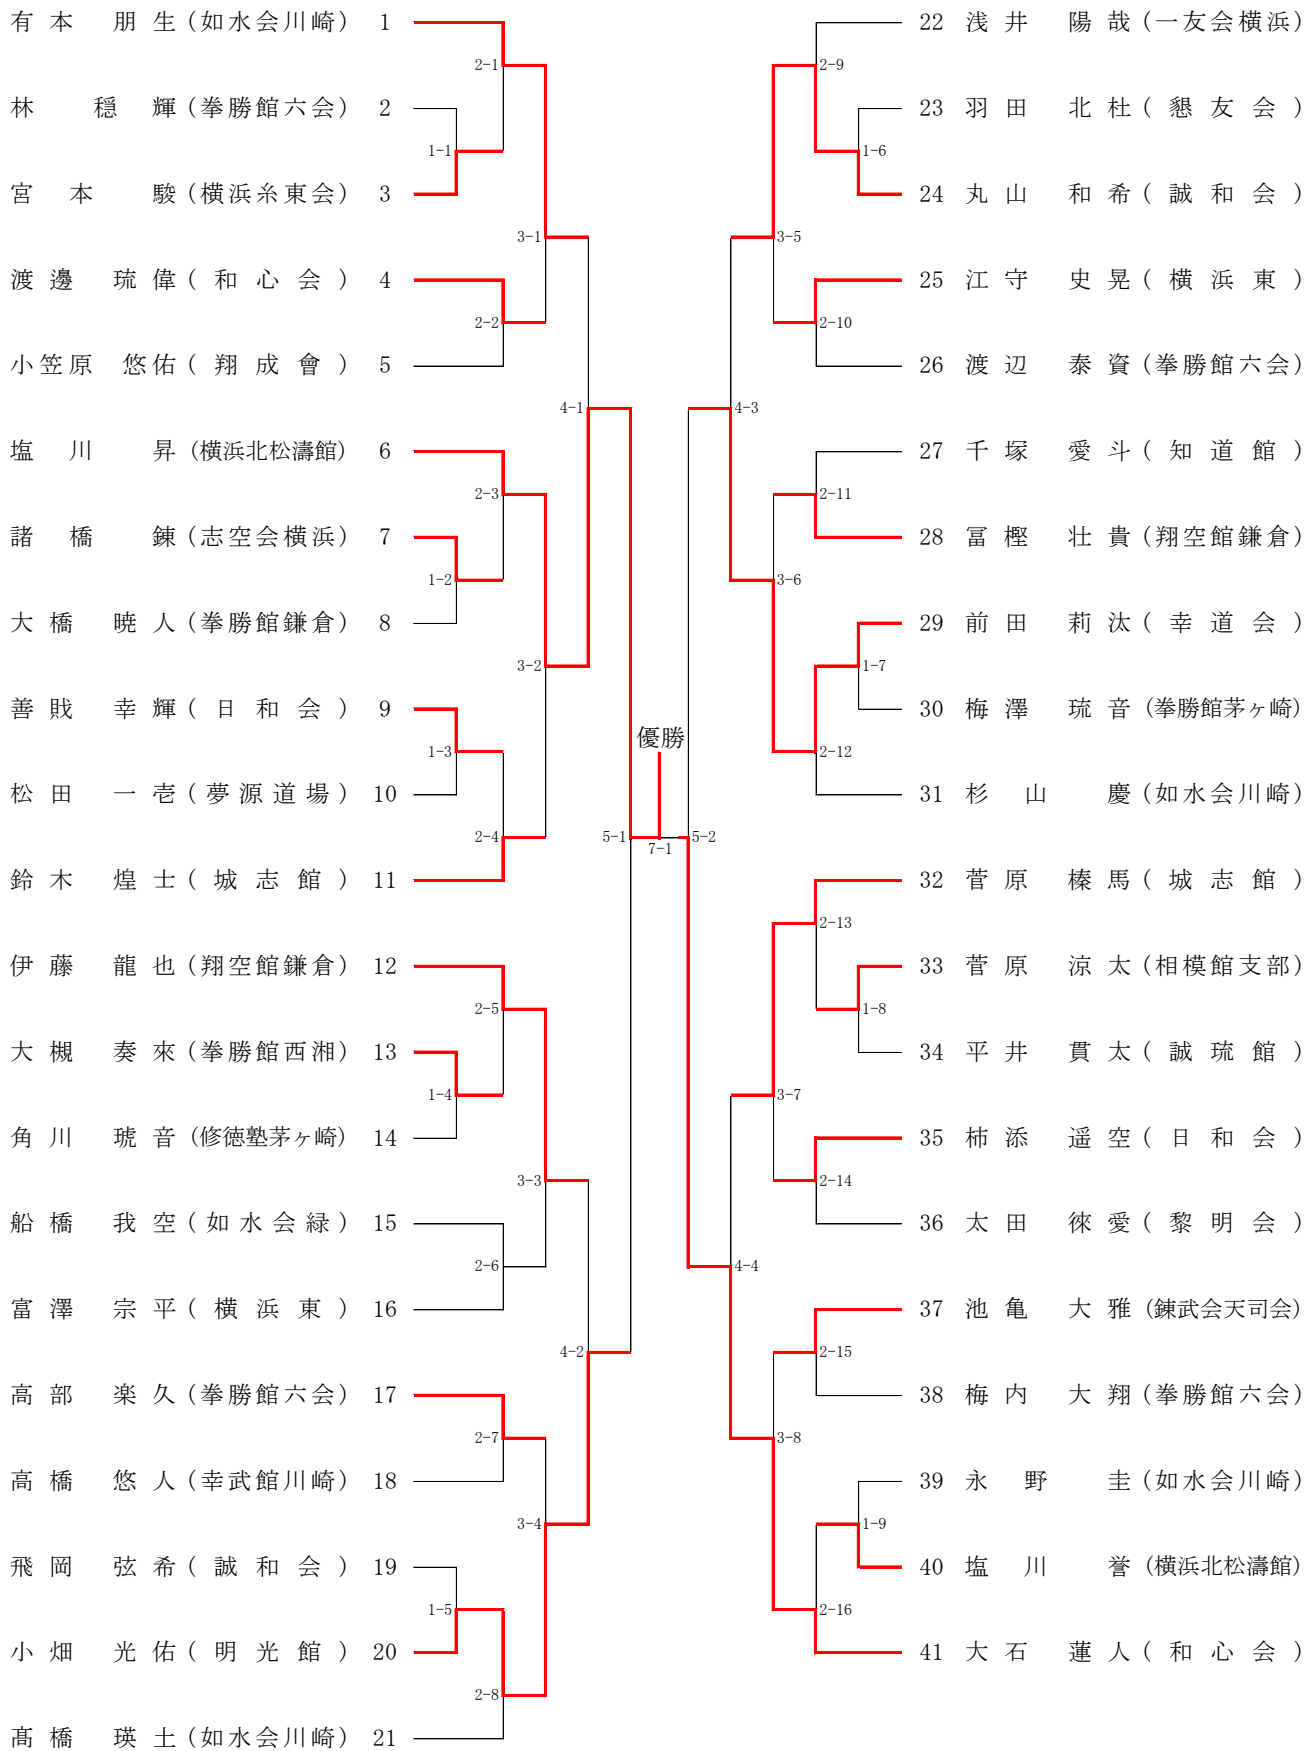 有本 朋生(如水会川崎) 1
2-1
林 穏輝(拳勝館六会) 2
1-1
宮本 駿(横浜糸東会) 3
3-1
渡邊 琉偉(和心会) 4
2-2
小笠原 悠佑(翔成會) 5
4-1
塩川 昇(横浜北松濤館) 6
2-3
諸橋 錬(志空会横浜) 7
1-2
大橋 暁人(拳勝館鎌倉) 8
3-2
善戝 幸輝(日和会) 9
1-3
松田 一壱(夢源道場) 10
2-4
5-1
鈴木 煌士(城志館) 11
伊藤 龍也(翔空館鎌倉) 12
2-5
大槻 奏來(拳勝館西湘) 13
1-4
角川 琥音(修徳塾茅ヶ崎) 14
3-3
船橋 我空(如水会緑) 15
2-6
富澤 宗平(横浜東) 16
4-2
高部 楽久(拳勝館六会) 17
2-7
高橋 悠人(幸武館川崎) 18
3-4
飛岡 弦希(誠和会) 19
1-5
小畑 光佑(明光館) 20
2-8
髙橋 瑛士(如水会川崎) 21
優勝
7-1
22 浅井 陽哉(一友会横浜)
2-9
23 羽田 北杜(懇友会)
1-6
24 丸山 和希(誠和会)
3-5
25 江守 史晃(横浜東)
2-10
26 渡辺 泰資(拳勝館六会)
4-3
27 千塚 愛斗(知道館)
2-11
28 冨樫 壮貴(翔空館鎌倉)
3-6
29 前田 莉汰(幸道会)
1-7
30 梅澤 琉音(拳勝館茅ヶ崎)
2-12
31 杉山 慶(如水会川崎)
5-2
32 菅原 榛馬(城志館)
2-13
33 菅原 涼太(相模館支部)
1-8
34 平井 貫太(誠琉館)
3-7
35 柿添 遥空(日和会)
2-14
36 太田 徠愛(黎明会)
4-4
37 池亀 大雅(錬武会天司会)
2-15
38 梅内 大翔(拳勝館六会)
3-8
39 永野 圭(如水会川崎)
1-9
40 塩川 誉(横浜北松濤館)
2-16
41 大石 蓮人(和心会)